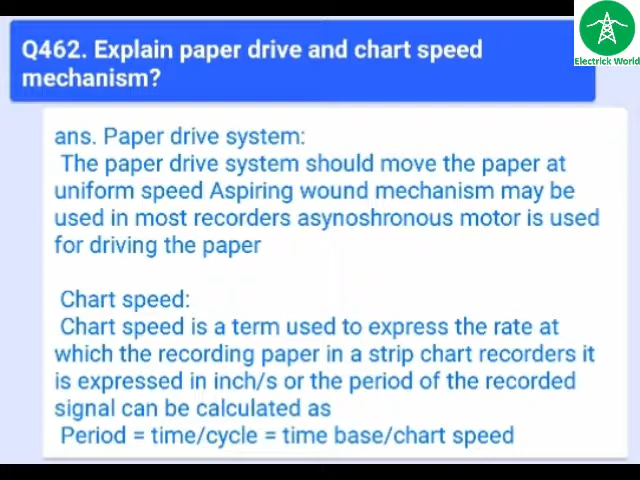 Q462. Explain paper drive and chart speed
mechanism?
Electrick World
ans. Paper drive system:
The paper drive system should move the paper at
uniform speed Aspiring wound mechanism may be
used in most recorders asynoshronous motor is used
for driving the paper
Chart speed:
Chart speed is a term used to express the rate at
which the recording paper in a strip chart recorders it
is expressed in inch/s or the period of the recorded
signal can be calculated as
Period = time/cycle = time base/chart speed